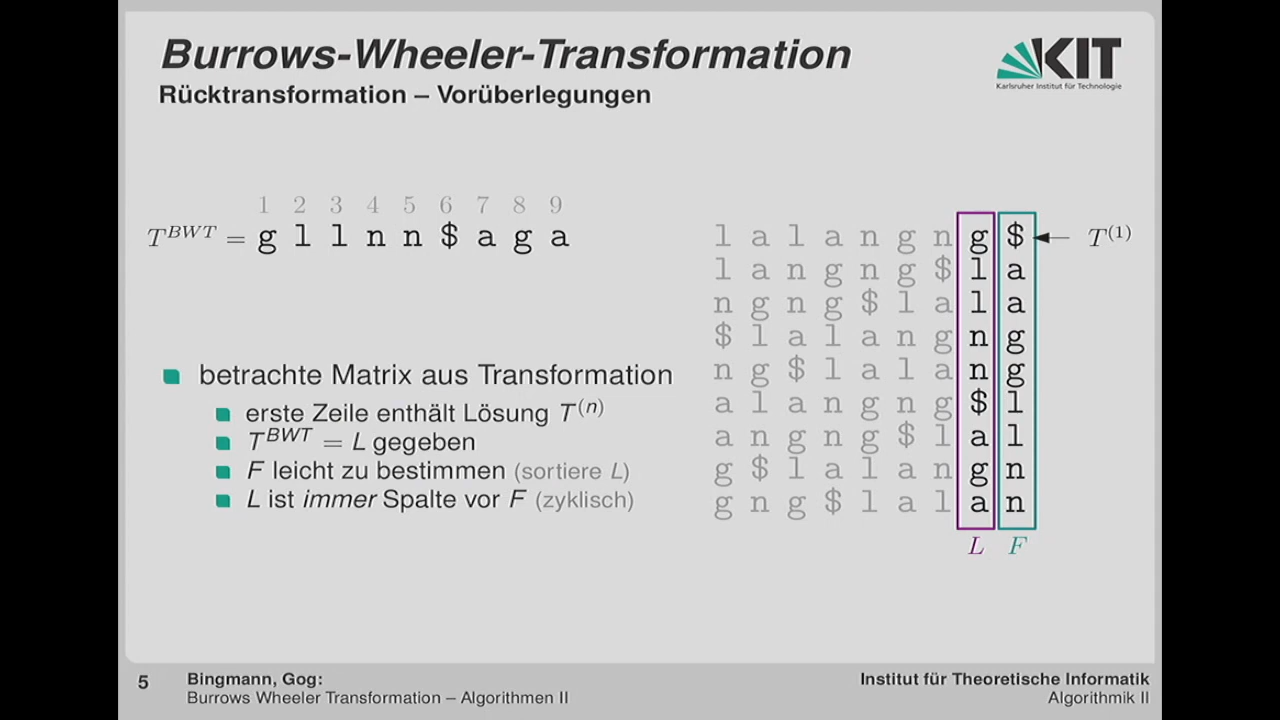 Burrows-Wheeler-Transformation
Rücktransformation – Vorüberlegungen
KIT
Karlsruher Institut für Technologie
1 2 3 4 5 6 7 8 9
T^{BWT} = g l l n n $ a g a
l a l a n g n g $ T^{(1)}
l a n g n g $ l a
n g n g $ l a l a
$ l a l a n g n g
n g $ l a l a n g
a l a n g n g $ l
a n g n g $ l a l
g $ l a l a n g n
g n g $ l a l a n
L F
betrachte Matrix aus Transformation
erste Zeile enthält Lösung T^{(n)}
T^{BWT} = L gegeben
F leicht zu bestimmen (sortiere L)
L ist immer Spalte vor F (zyklisch)
5
Bingmann, Gog:
Burrows Wheeler Transformation – Algorithmen II
Institut für Theoretische Informatik
Algorithmik II